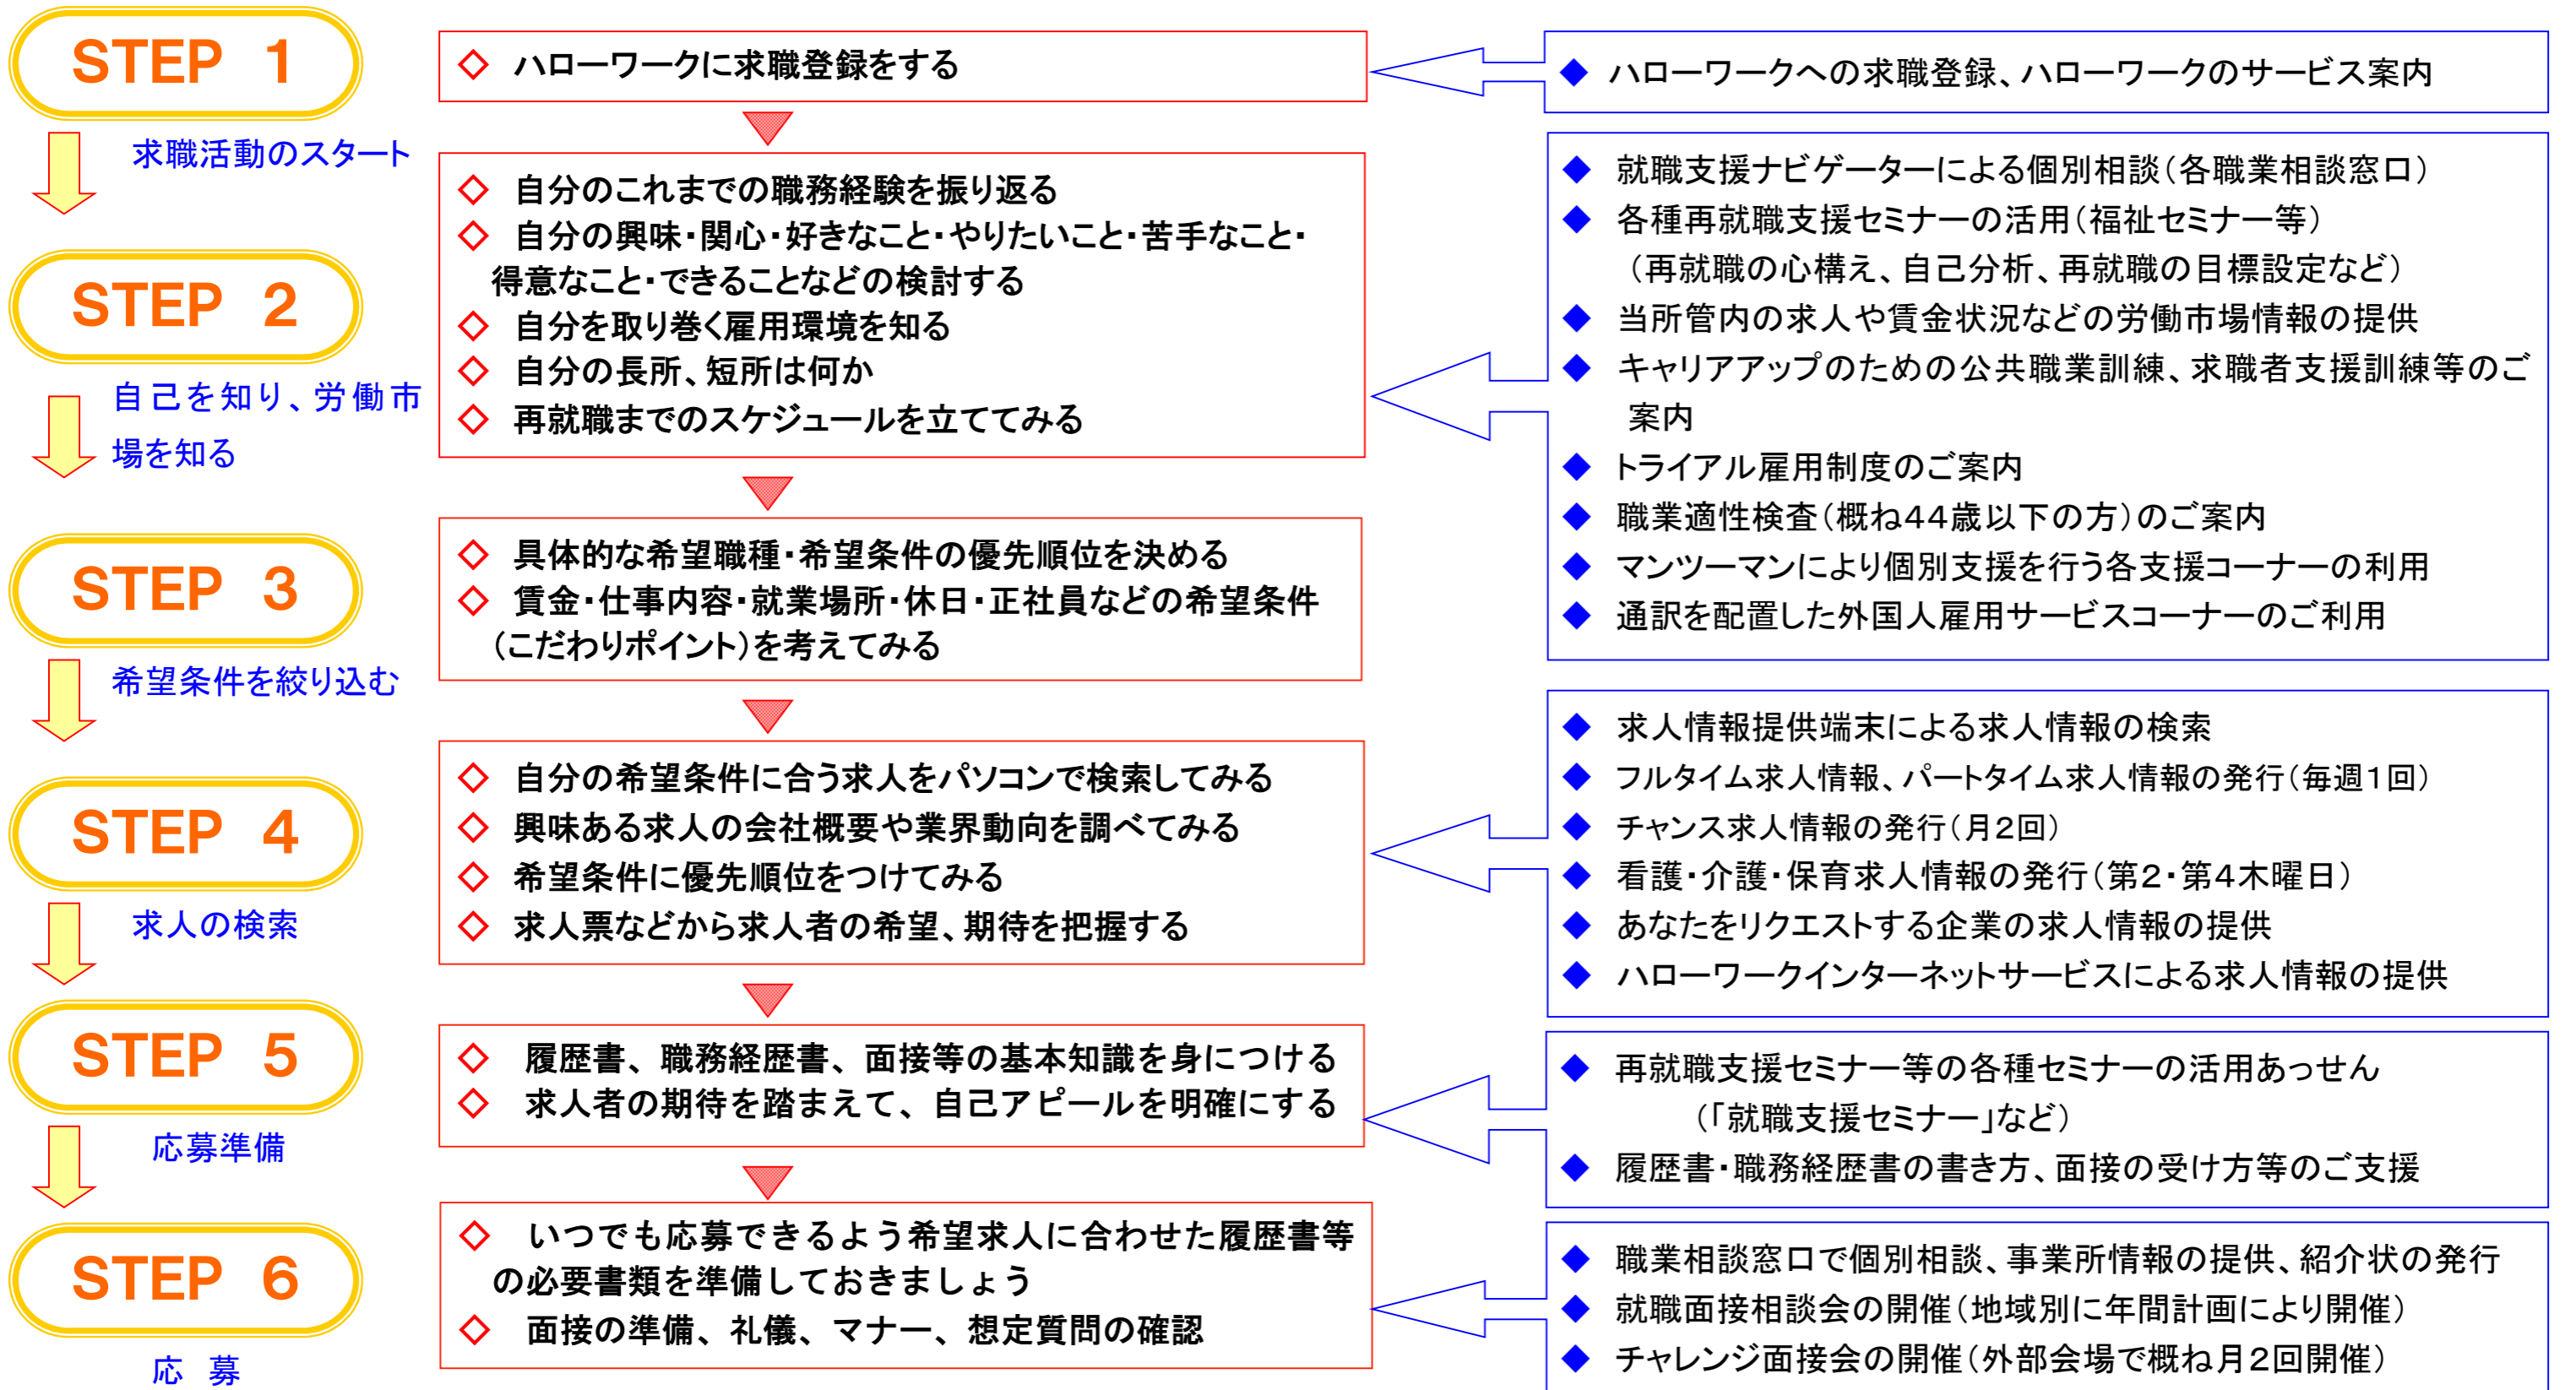 STEP 1
求職活動のスタート
STEP 2
自己を知り、労働市
場を知る
STEP 3
希望条件を絞り込む
STEP 4
求人の検索
STEP 5
応募準備
STEP 6
応 募
◇ ハローワークに求職登録をする
◇ 自分のこれまでの職務経験を振り返る
◇ 自分の興味・関心・好きなこと・やりたいこと・苦手なこと・
得意なこと・できることなどの検討する
◇ 自分を取り巻く雇用環境を知る
◇ 自分の長所、短所は何か
◇ 再就職までのスケジュールを立ててみる
◇ 具体的な希望職種・希望条件の優先順位を決める
◇ 賃金・仕事内容・就業場所・休日・正社員などの希望条件
(こだわりポイント)を考えてみる
◇ 自分の希望条件に合う求人をパソコンで検索してみる
◇ 興味ある求人の会社概要や業界動向を調べてみる
◇ 希望条件に優先順位をつけてみる
◇ 求人票などから求人者の希望、期待を把握する
◇ 履歴書、職務経歴書、面接等の基本知識を身につける
◇ 求人者の期待を踏まえて、自己アピールを明確にする
◇ いつでも応募できるよう希望求人に合わせた履歴書等
の必要書類を準備しておきましょう
◇ 面接の準備、礼儀、マナー、想定質問の確認
◆ ハローワークへの求職登録、ハローワークのサービス案内
◆ 就職支援ナビゲーターによる個別相談(各職業相談窓口)
◆ 各種再就職支援セミナーの活用(福祉セミナー等)
(再就職の心構え、自己分析、再就職の目標設定など)
◆ 当所管内の求人や賃金状況などの労働市場情報の提供
◆ キャリアアップのための公共職業訓練、求職者支援訓練等のご
案内
◆ トライアル雇用制度のご案内
◆ 職業適性検査(概ね44歳以下の方)のご案内
◆ マンツーマンにより個別支援を行う各支援コーナーの利用
◆ 通訳を配置した外国人雇用サービスコーナーのご利用
◆ 求人情報提供端末による求人情報の検索
◆ フルタイム求人情報、パートタイム求人情報の発行(毎週1回)
◆ チャンス求人情報の発行(月2回)
◆ 看護・介護・保育求人情報の発行(第2・第4木曜日)
◆ あなたをリクエストする企業の求人情報の提供
◆ ハローワークインターネットサービスによる求人情報の提供
◆ 再就職支援セミナー等の各種セミナーの活用あっせん
(「就職支援セミナー」など)
◆ 履歴書・職務経歴書の書き方、面接の受け方等のご支援
◆ 職業相談窓口で個別相談、事業所情報の提供、紹介状の発行
◆ 就職面接相談会の開催(地域別に年間計画により開催)
◆ チャレンジ面接会の開催(外部会場で概ね月2回開催)